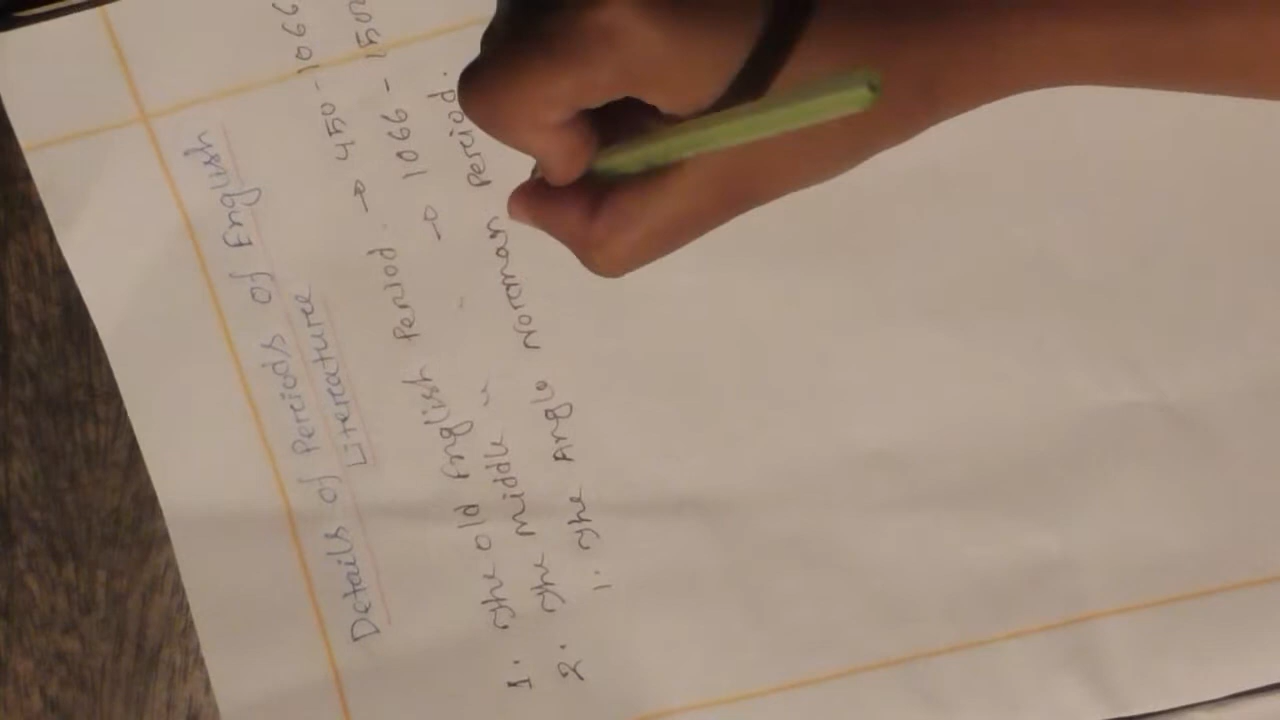 Details of Periods of English
Literature
1. The old English Period. → 450-1066
2. The middle " → 1066-150
1. The Anglo Norman Period.